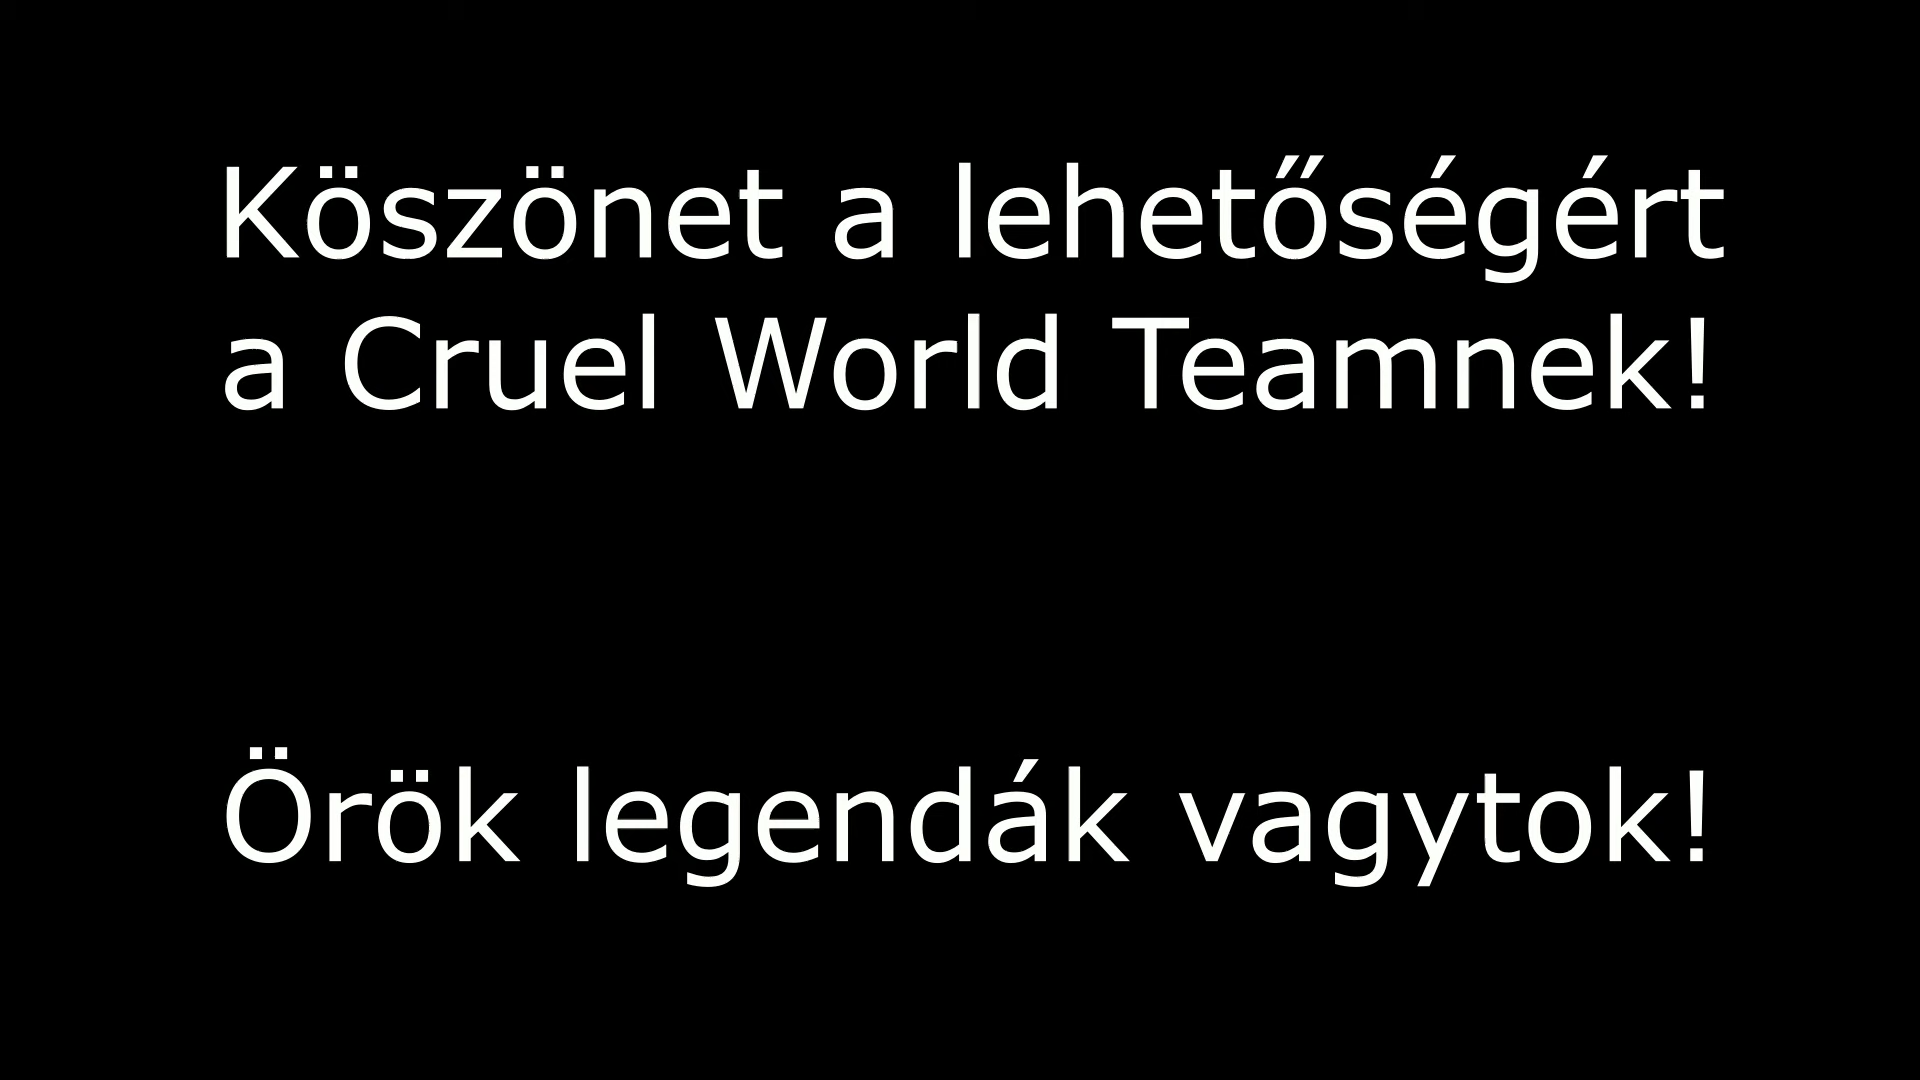 Köszönet a lehetőségért
a Cruel World Teamnek!
Örök legendák vagytok!